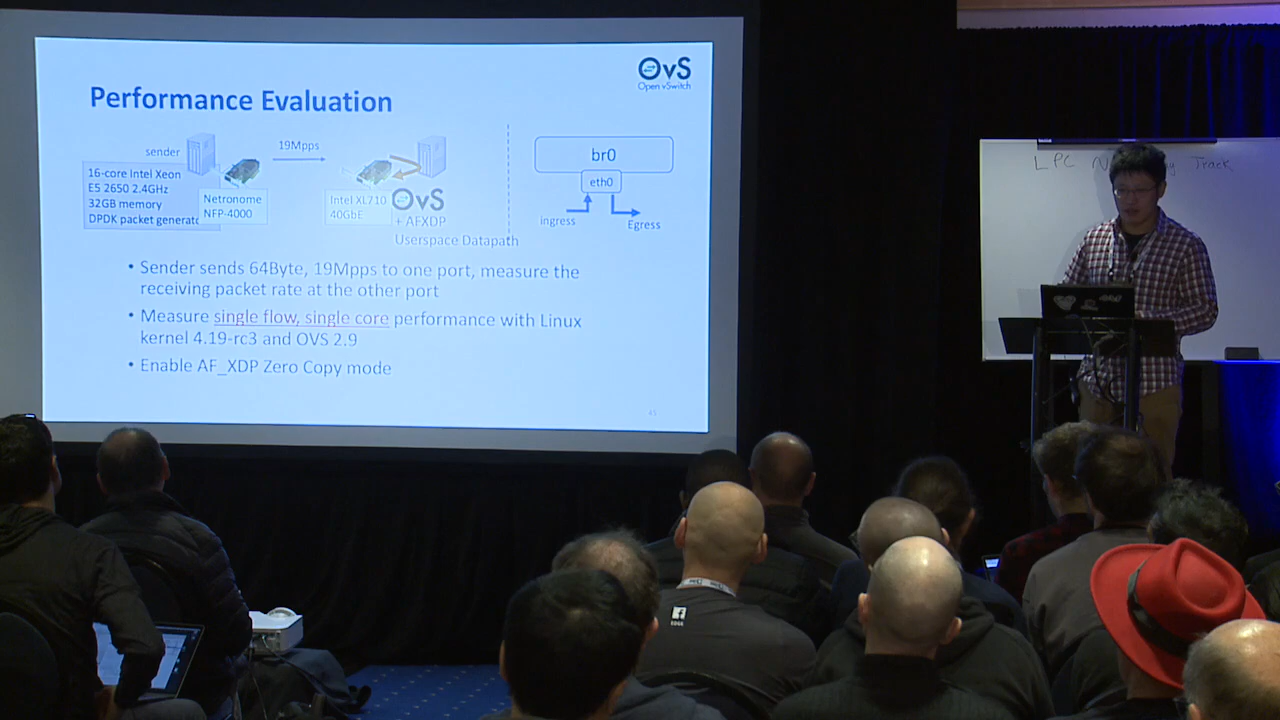 OvS
Open vSwitch
Performance Evaluation
sender
19Mpps
16-core Intel Xeon
E5 2650 2.4GHz
32GB memory
DPDK packet generator
Netronome
NFP-4000
Intel XL710
40GbE
OvS
+ AFXDP
Userspace Datapath
br0
eth0
ingress
Egress
• Sender sends 64Byte, 19Mpps to one port, measure the
receiving packet rate at the other port
• Measure single flow, single core performance with Linux
kernel 4.19-rc3 and OVS 2.9
• Enable AF_XDP Zero Copy mode
45
LPC Track
EDGE